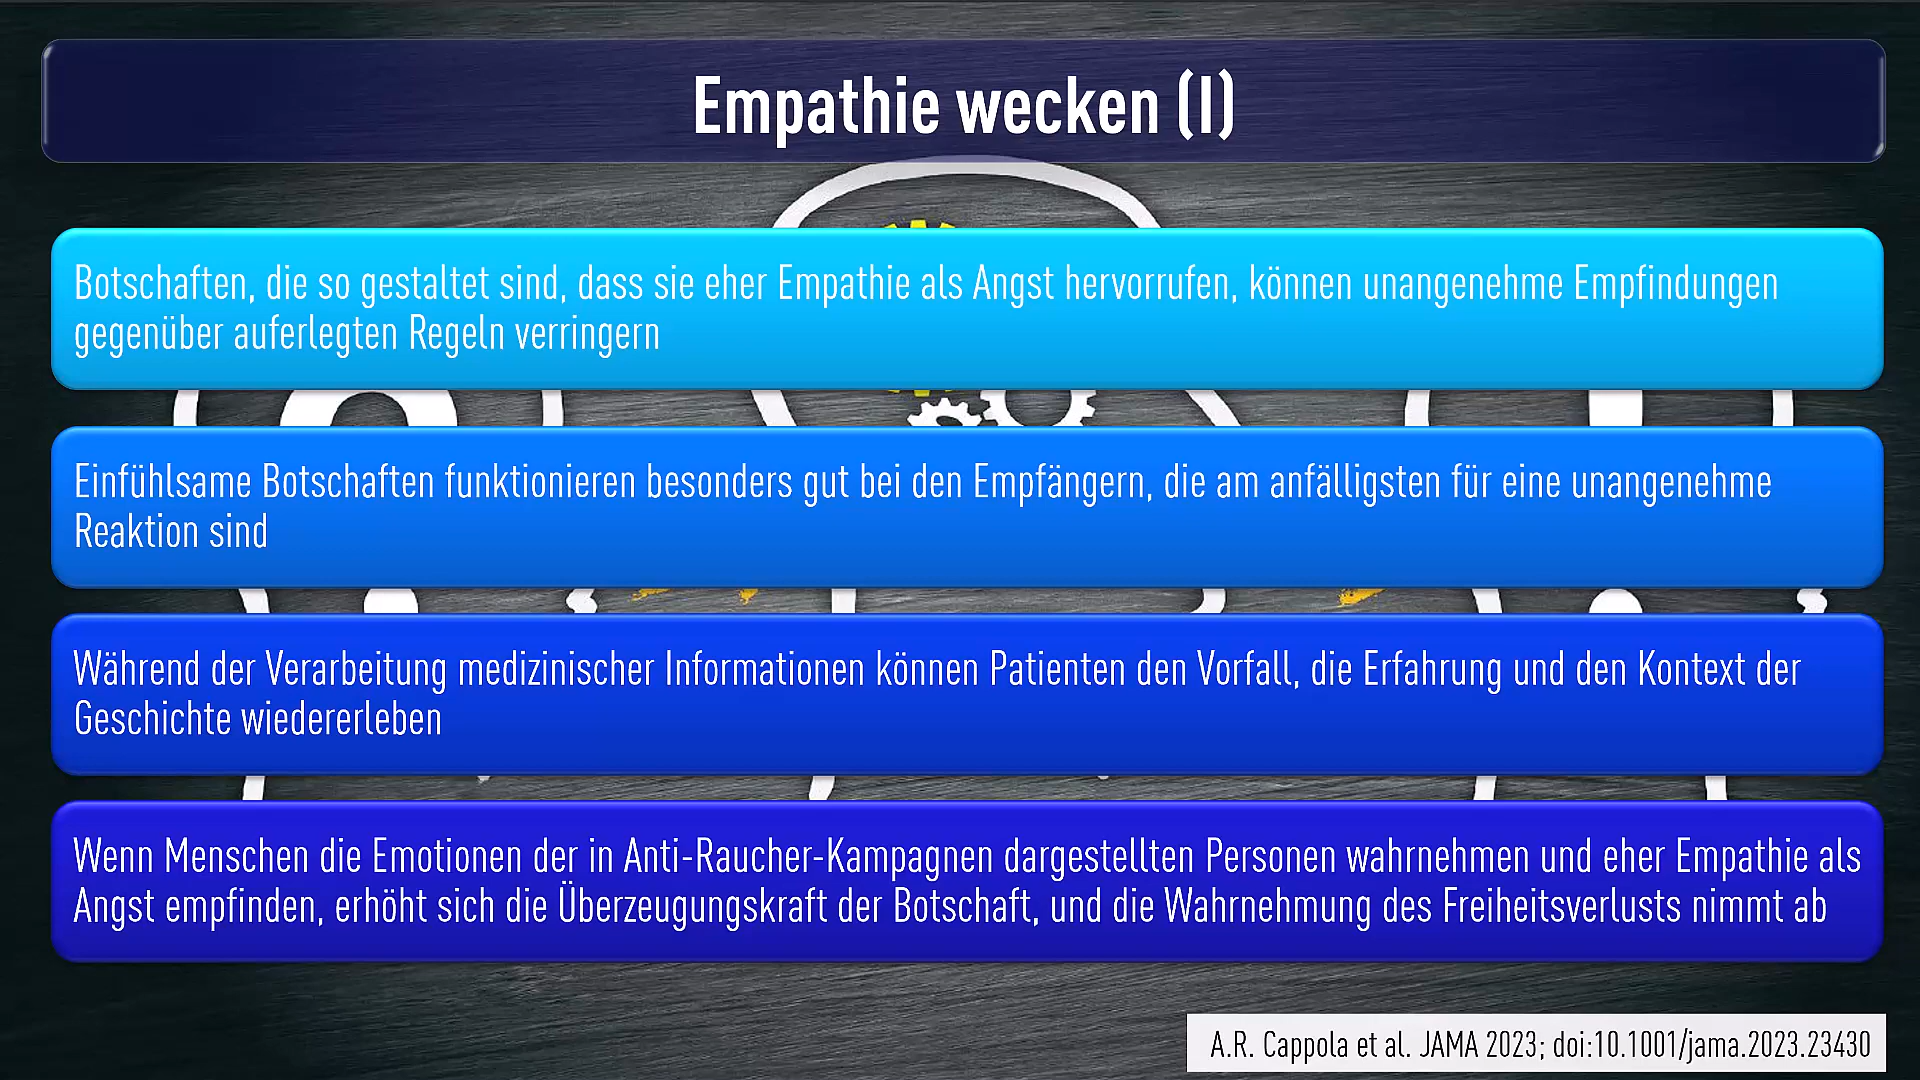 Empathie wecken (I)
Botschaften, die so gestaltet sind, dass sie eher Empathie als Angst hervorrufen, können unangenehme Empfindungen
gegenüber auferlegten Regeln verringern
Einfühlsame Botschaften funktionieren besonders gut bei den Empfängern, die am anfälligsten für eine unangenehme
Reaktion sind
Während der Verarbeitung medizinischer Informationen können Patienten den Vorfall, die Erfahrung und den Kontext der
Geschichte wiedererleben
Wenn Menschen die Emotionen der in Anti-Raucher-Kampagnen dargestellten Personen wahrnehmen und eher Empathie als
Angst empfinden, erhöht sich die Überzeugungskraft der Botschaft, und die Wahrnehmung des Freiheitsverlusts nimmt ab
A.R. Cappola et al. JAMA 2023; doi:10.1001/jama.2023.23430